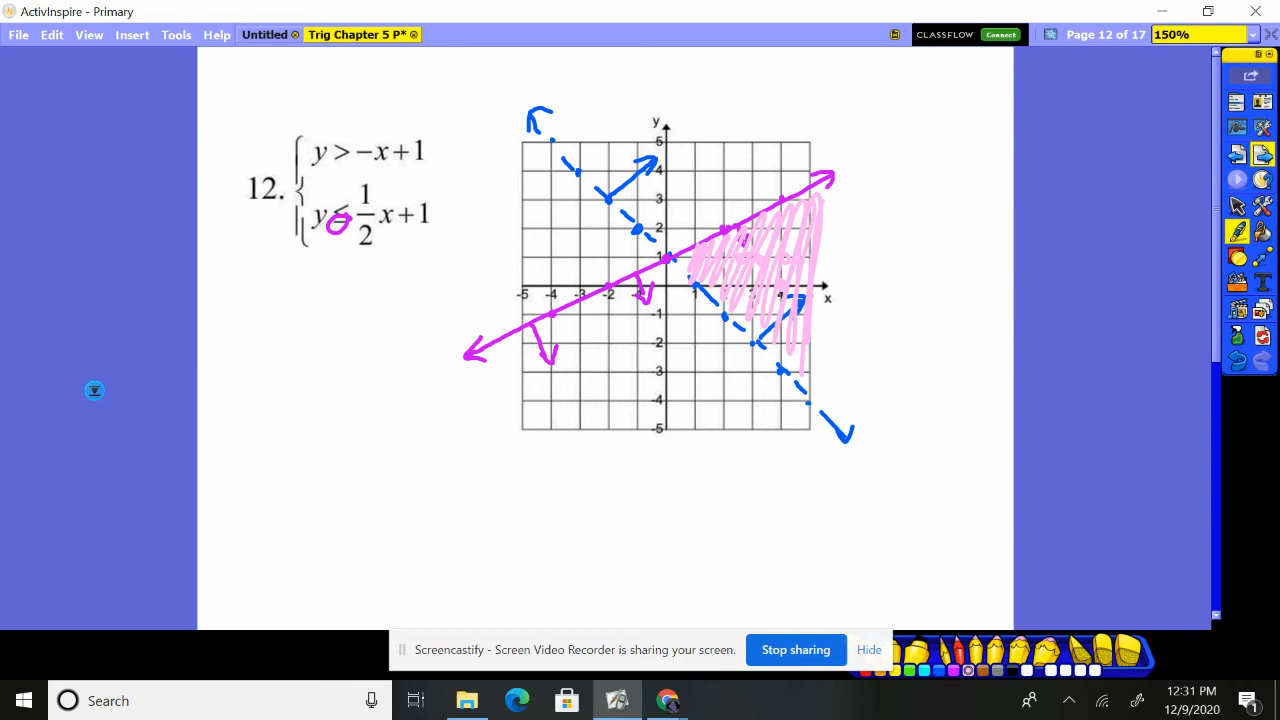 ActivInspire - Primary
File Edit View Insert Tools Help Untitled Trig Chapter 5 P* CLASSFLOW Connect Page 12 of 17 150%
12. { y > -x + 1
y ≤ 1/2 x + 1
y
5
4
3
2
1
-5 -4 -2 1 4 x
-1
-2
-3
-4
-5
Screencastify - Screen Video Recorder is sharing your screen. Stop sharing Hide
Search
12:31 PM
12/9/2020
1